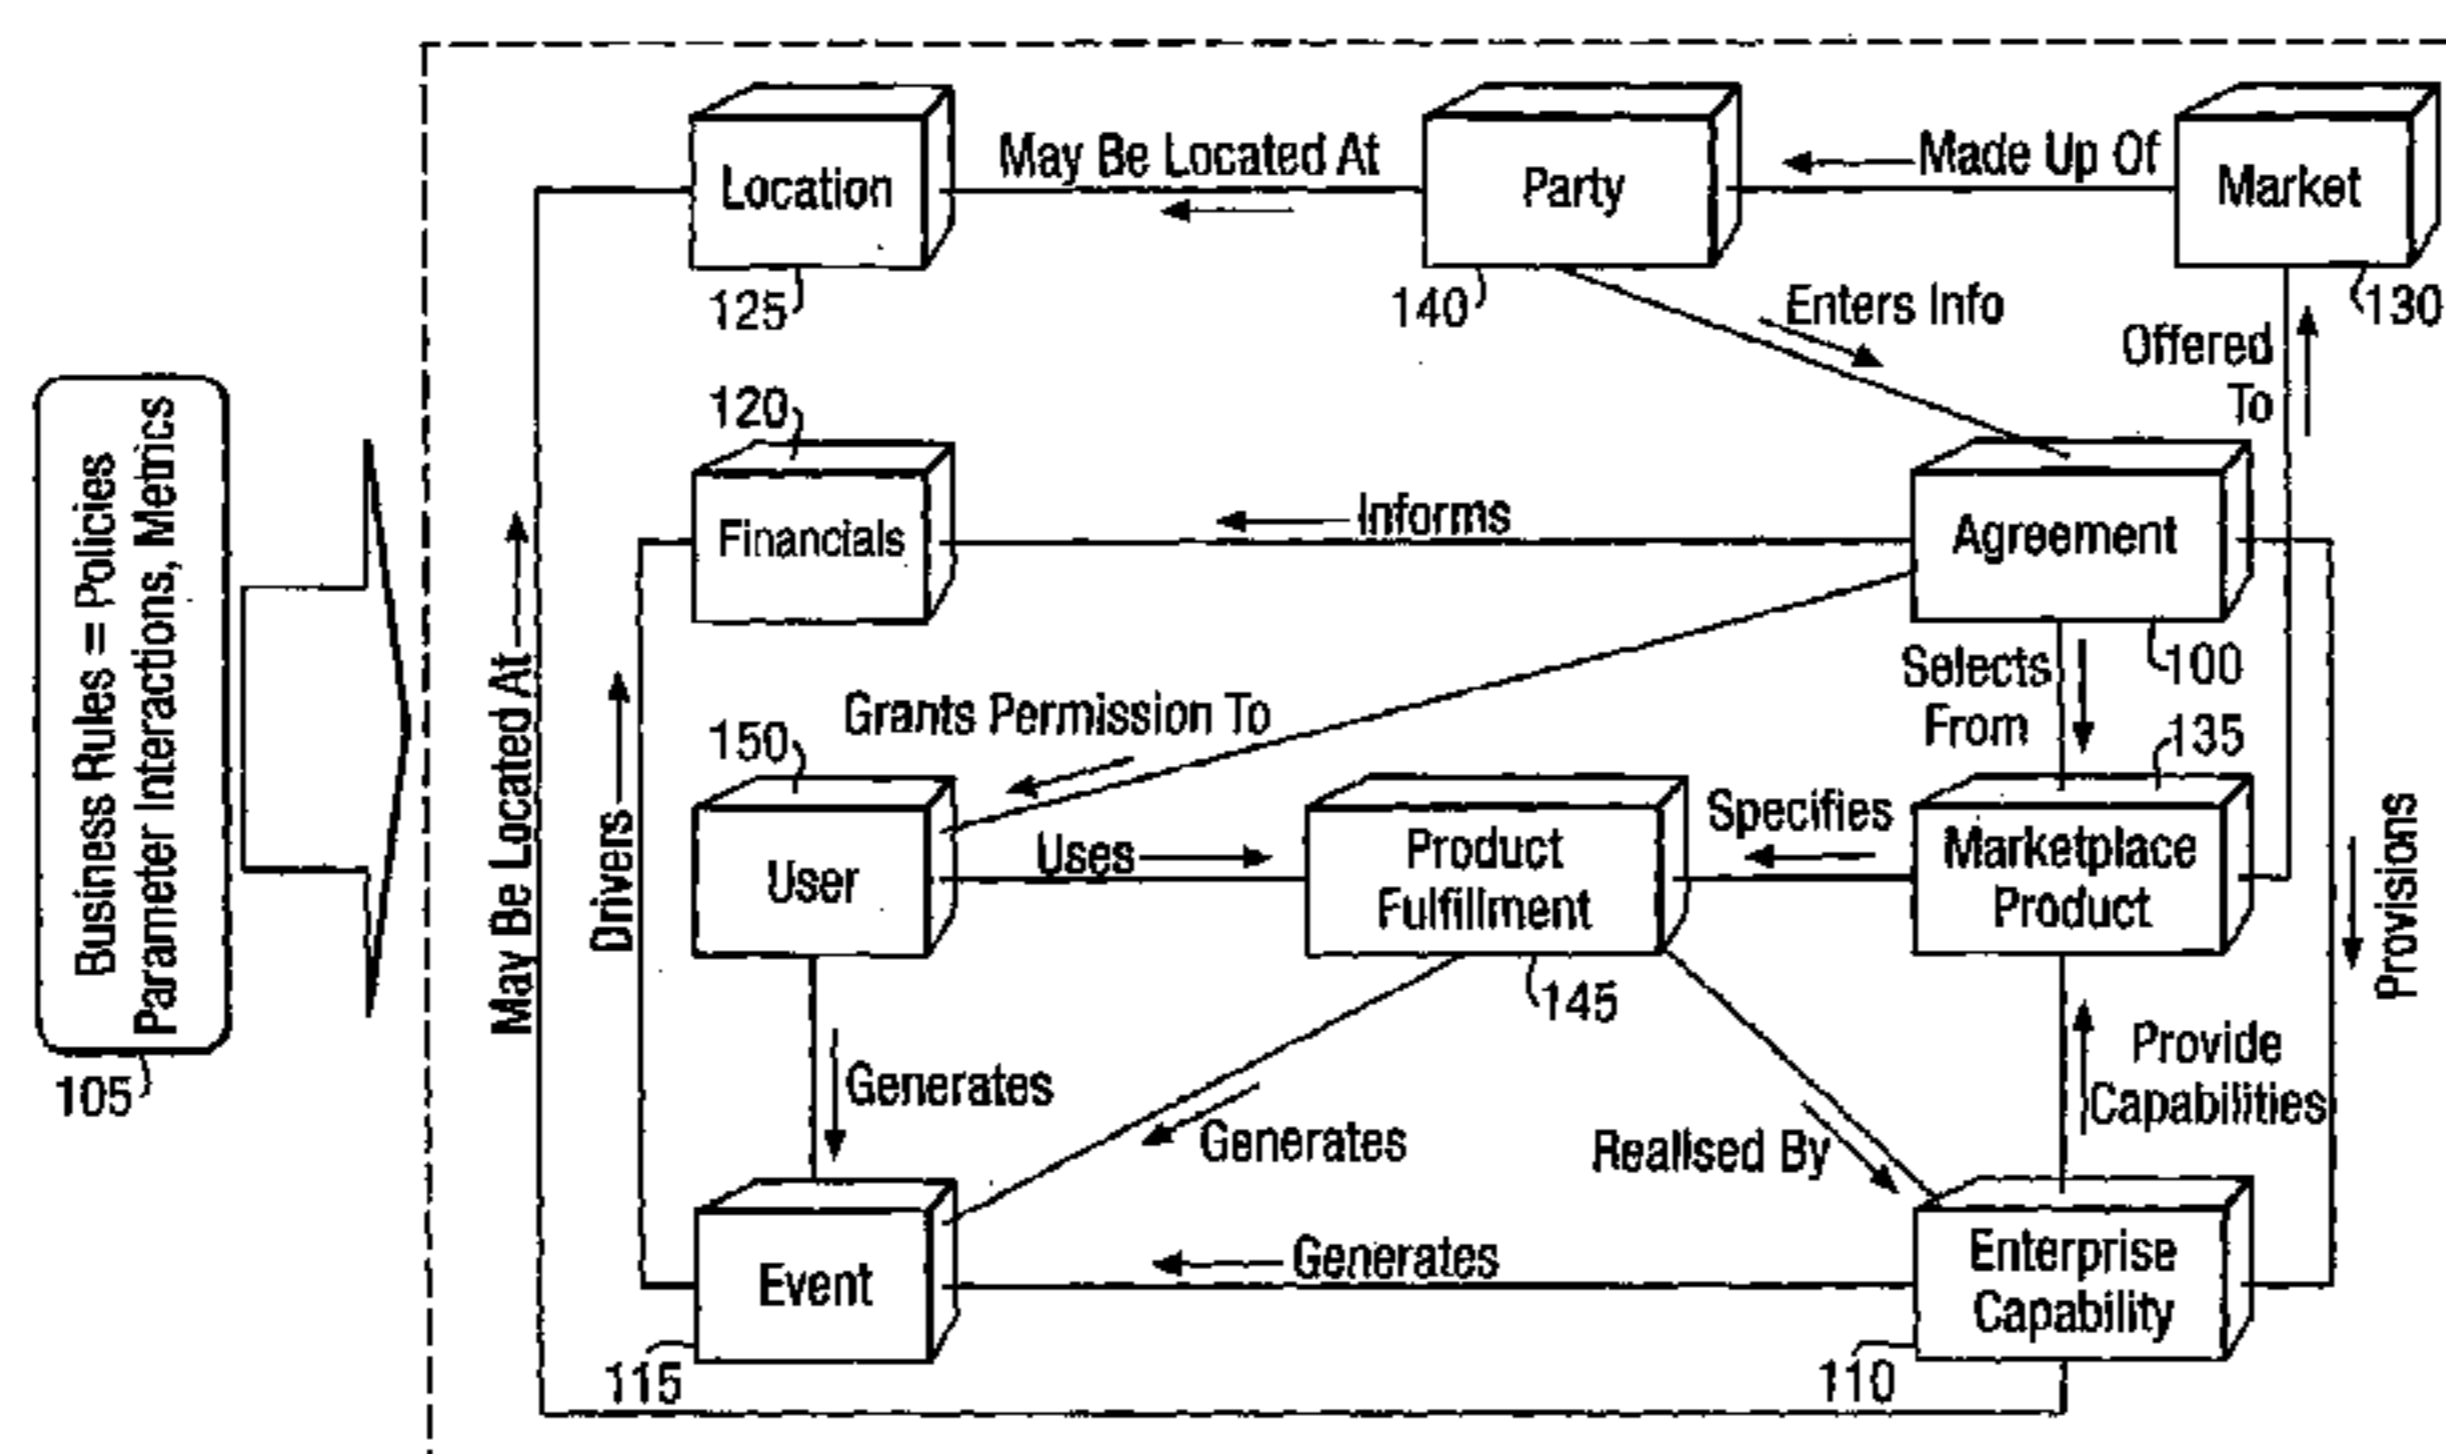 Location
May Be Located At
Party
Made Up Of
Market
125
140
Enters Info
130
Offered
To
Business Rules = Policies
Parameter Interactions, Metrics
105
120
Financials
Informs
Agreement
100
Selects
From
May Be Located At
Drivers
Grants Permission To
150
User
Uses
Product
Fulfillment
145
Specifies
135
Marketplace
Product
Provisions
Generates
Generates
Realised By
Provide
Capabilities
Event
115
Generates
Enterprise
Capability
110